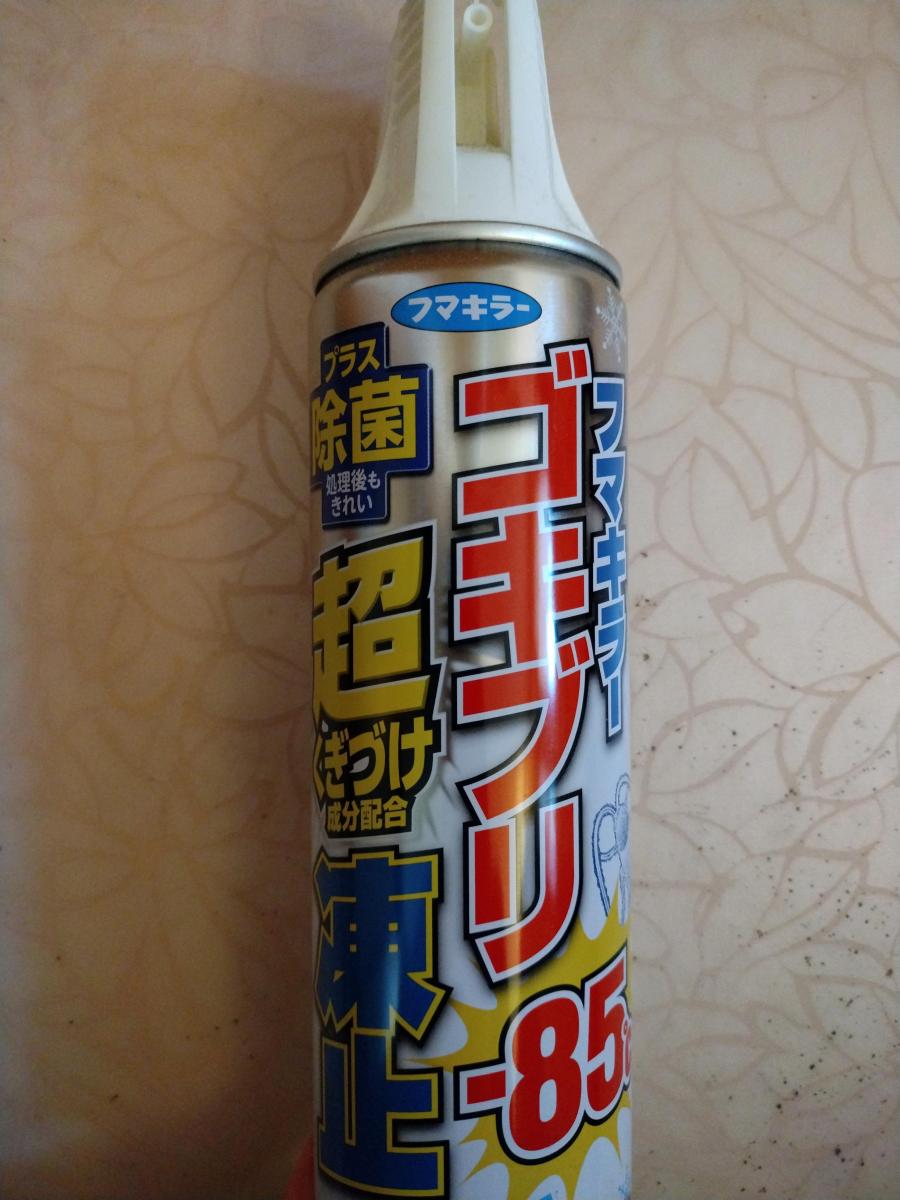 フマキラー
フマキラー
ゴキブリ
-85℃
プラス
除菌
処理後も
きれい
超
くぎづけ
成分配合
凍止